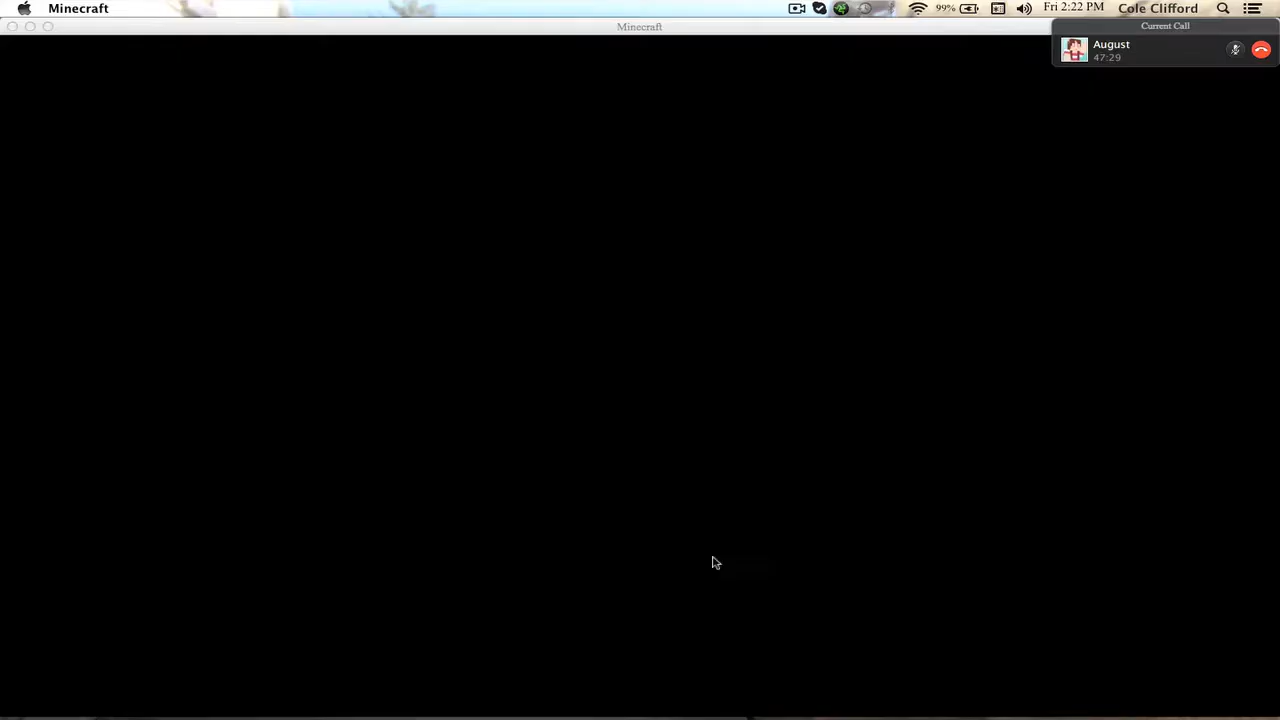 Minecraft
99%
Fri 2:22 PM
Cole Clifford
Minecraft
Current Call
August
47:29